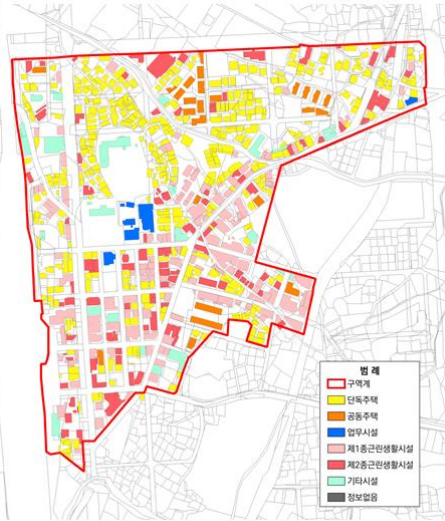 범 례
구역계
단독주택
공동주택
업무시설
제1종근린생활시설
제2종근린생활시설
기타시설
정보없음